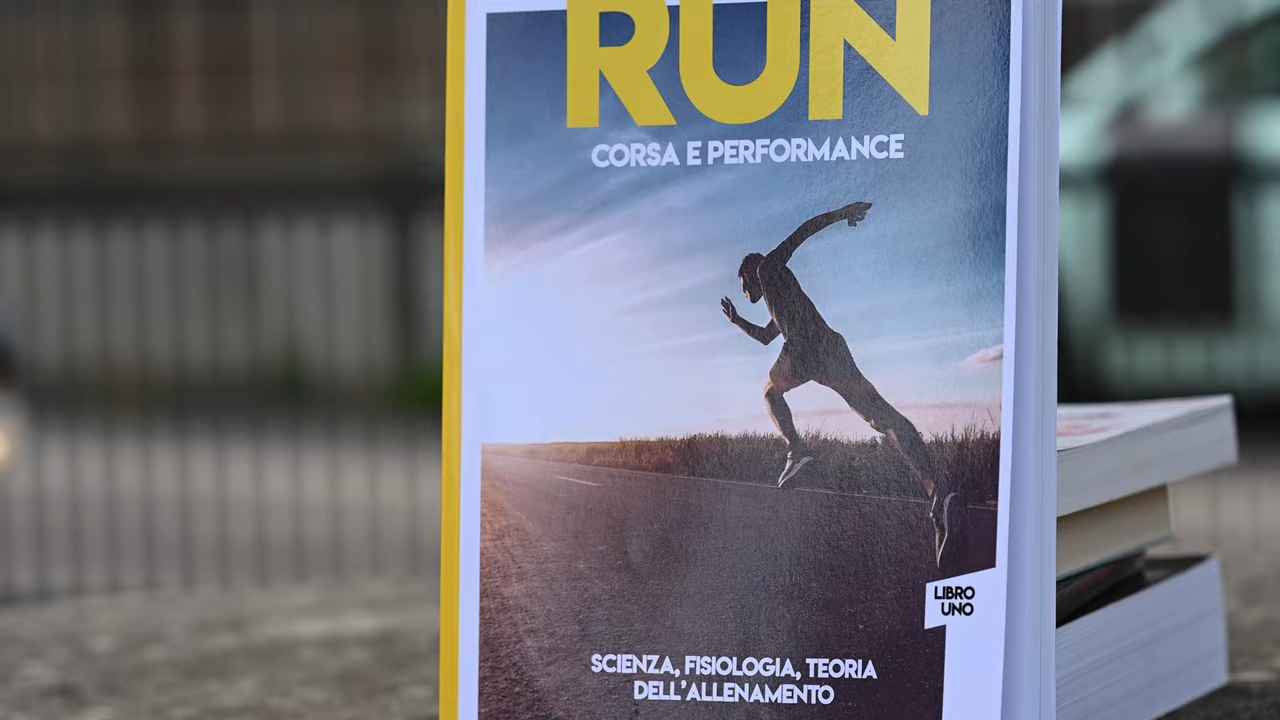 RUN
CORSA E PERFORMANCE
LIBRO
UNO
SCIENZA, FISIOLOGIA, TEORIA
DELL'ALLENAMENTO